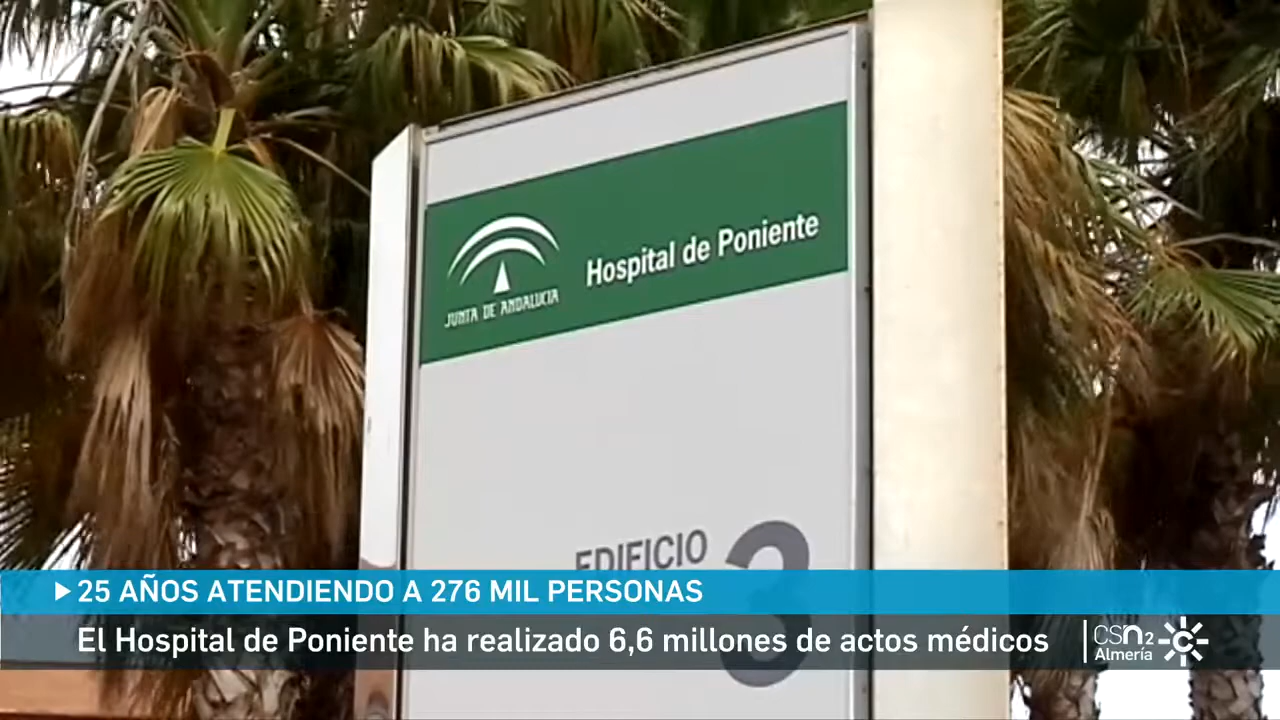 JUNTA DE ANDALUCIA
Hospital de Poniente
EDIFICIO 3
25 AÑOS ATENDIENDO A 276 MIL PERSONAS
El Hospital de Poniente ha realizado 6,6 millones de actos médicos
CSn2
Almería